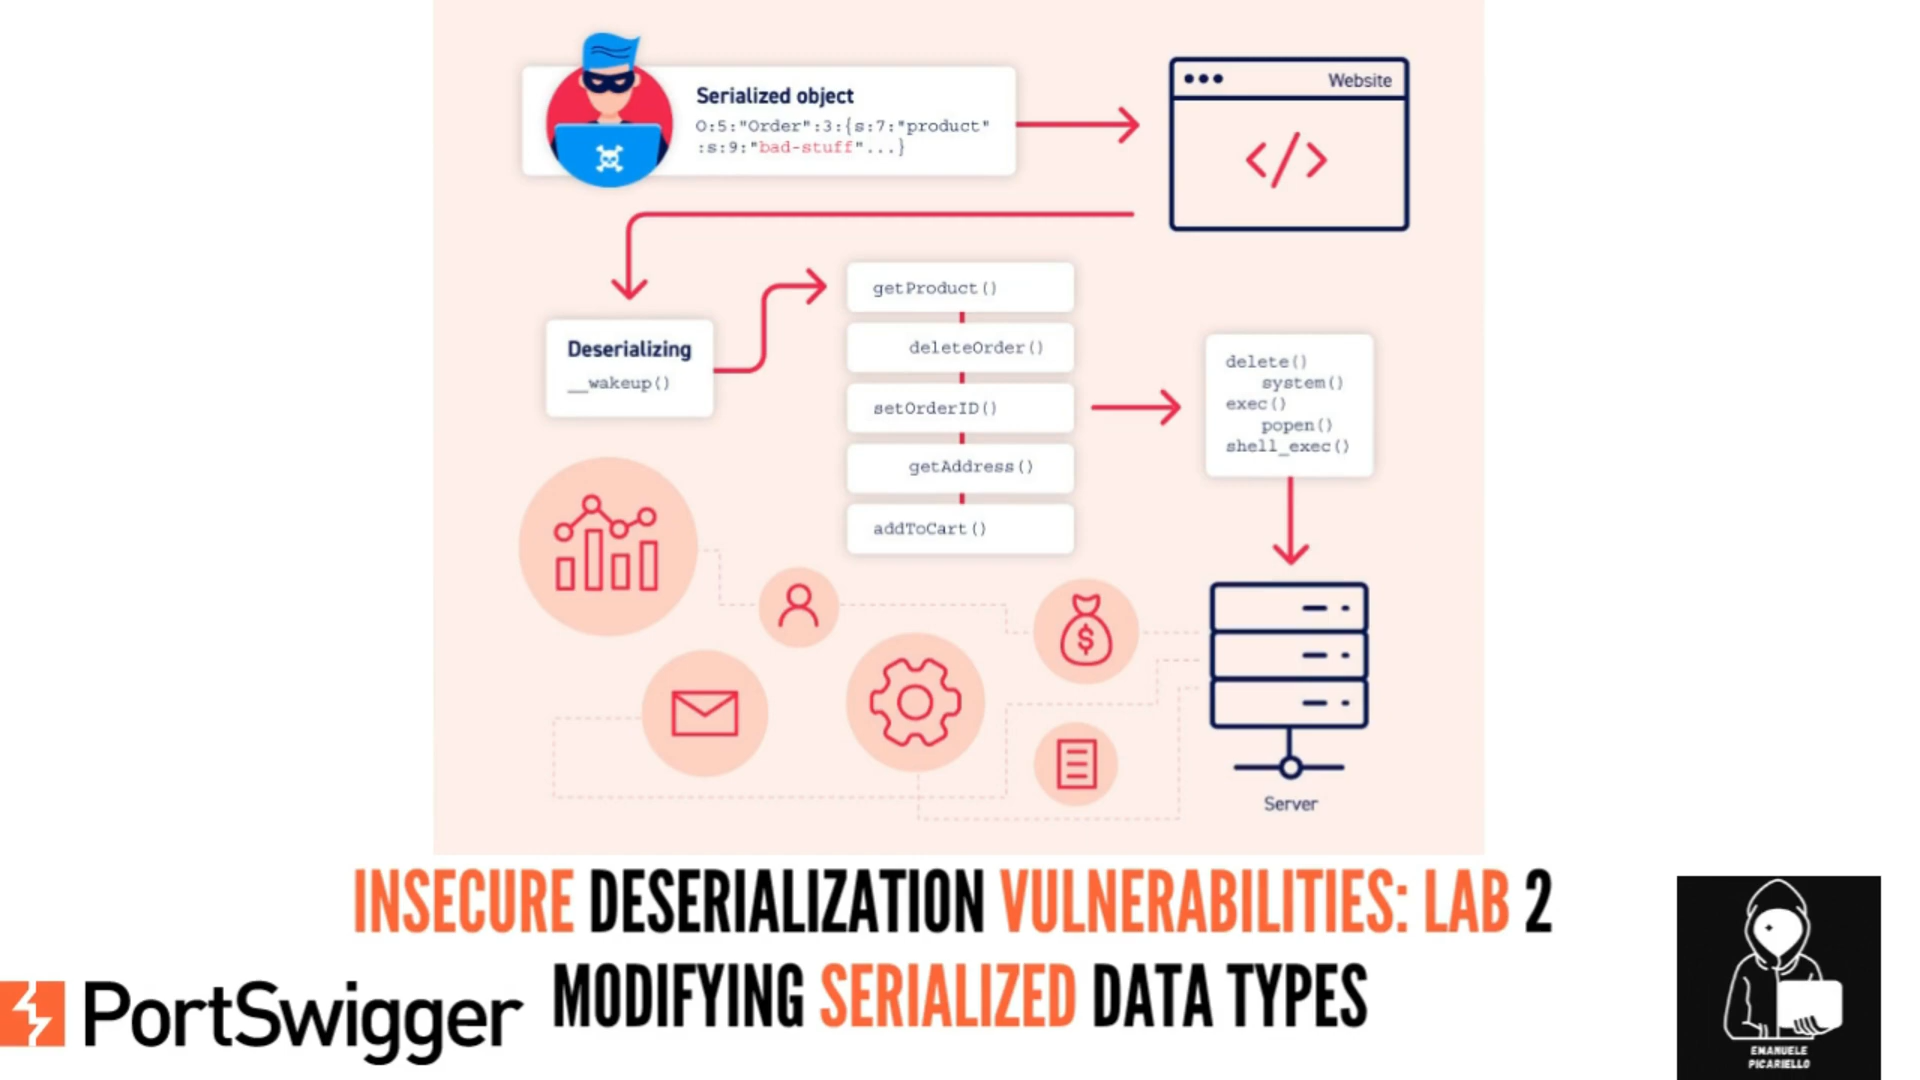 Serialized object
O:5:"Order":3:{s:7:"product"
:s:9:"bad-stuff"...}
Website
</>
Deserializing
__wakeup()
getProduct()
deleteOrder()
setOrderID()
getAddress()
addToCart()
delete()
system()
exec()
popen()
shell_exec()
$
Server
INSECURE DESERIALIZATION VULNERABILITIES: LAB 2
MODIFYING SERIALIZED DATA TYPES
PortSwigger
EMANUELE
PICARIELLO